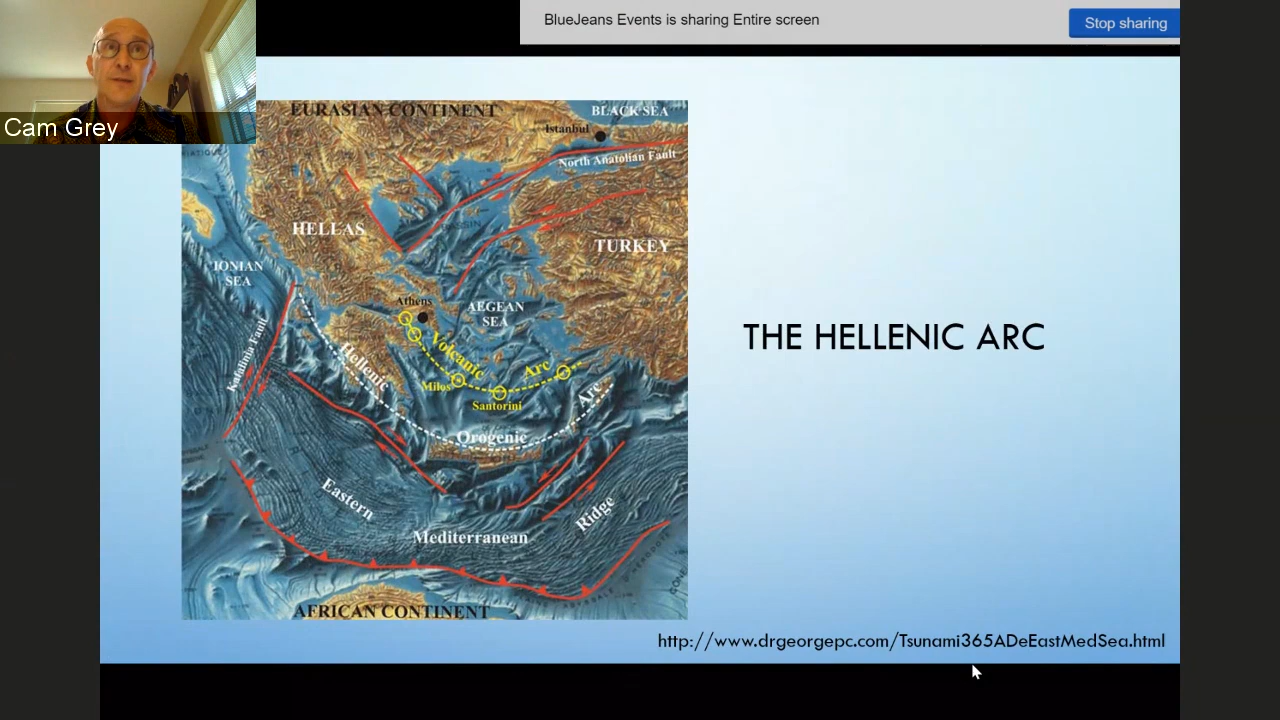 BlueJeans Events is sharing Entire screen
Stop sharing
Cam Grey
EURASIAN CONTINENT
BLACK SEA
Istanbul
North Anatolian Fault
HELLAS
TURKEY
IONIAN
SEA
Athens
AEGEAN
SEA
Kafalinia Fault
Hellenic
Volcanic
Arc
Milos
Santorini
Arc
Orogenic
THE HELLENIC ARC
Eastern
Mediterranean
Ridge
AFRICAN CONTINENT
http://www.drgeorgepc.com/Tsunami365ADeEastMedSea.html